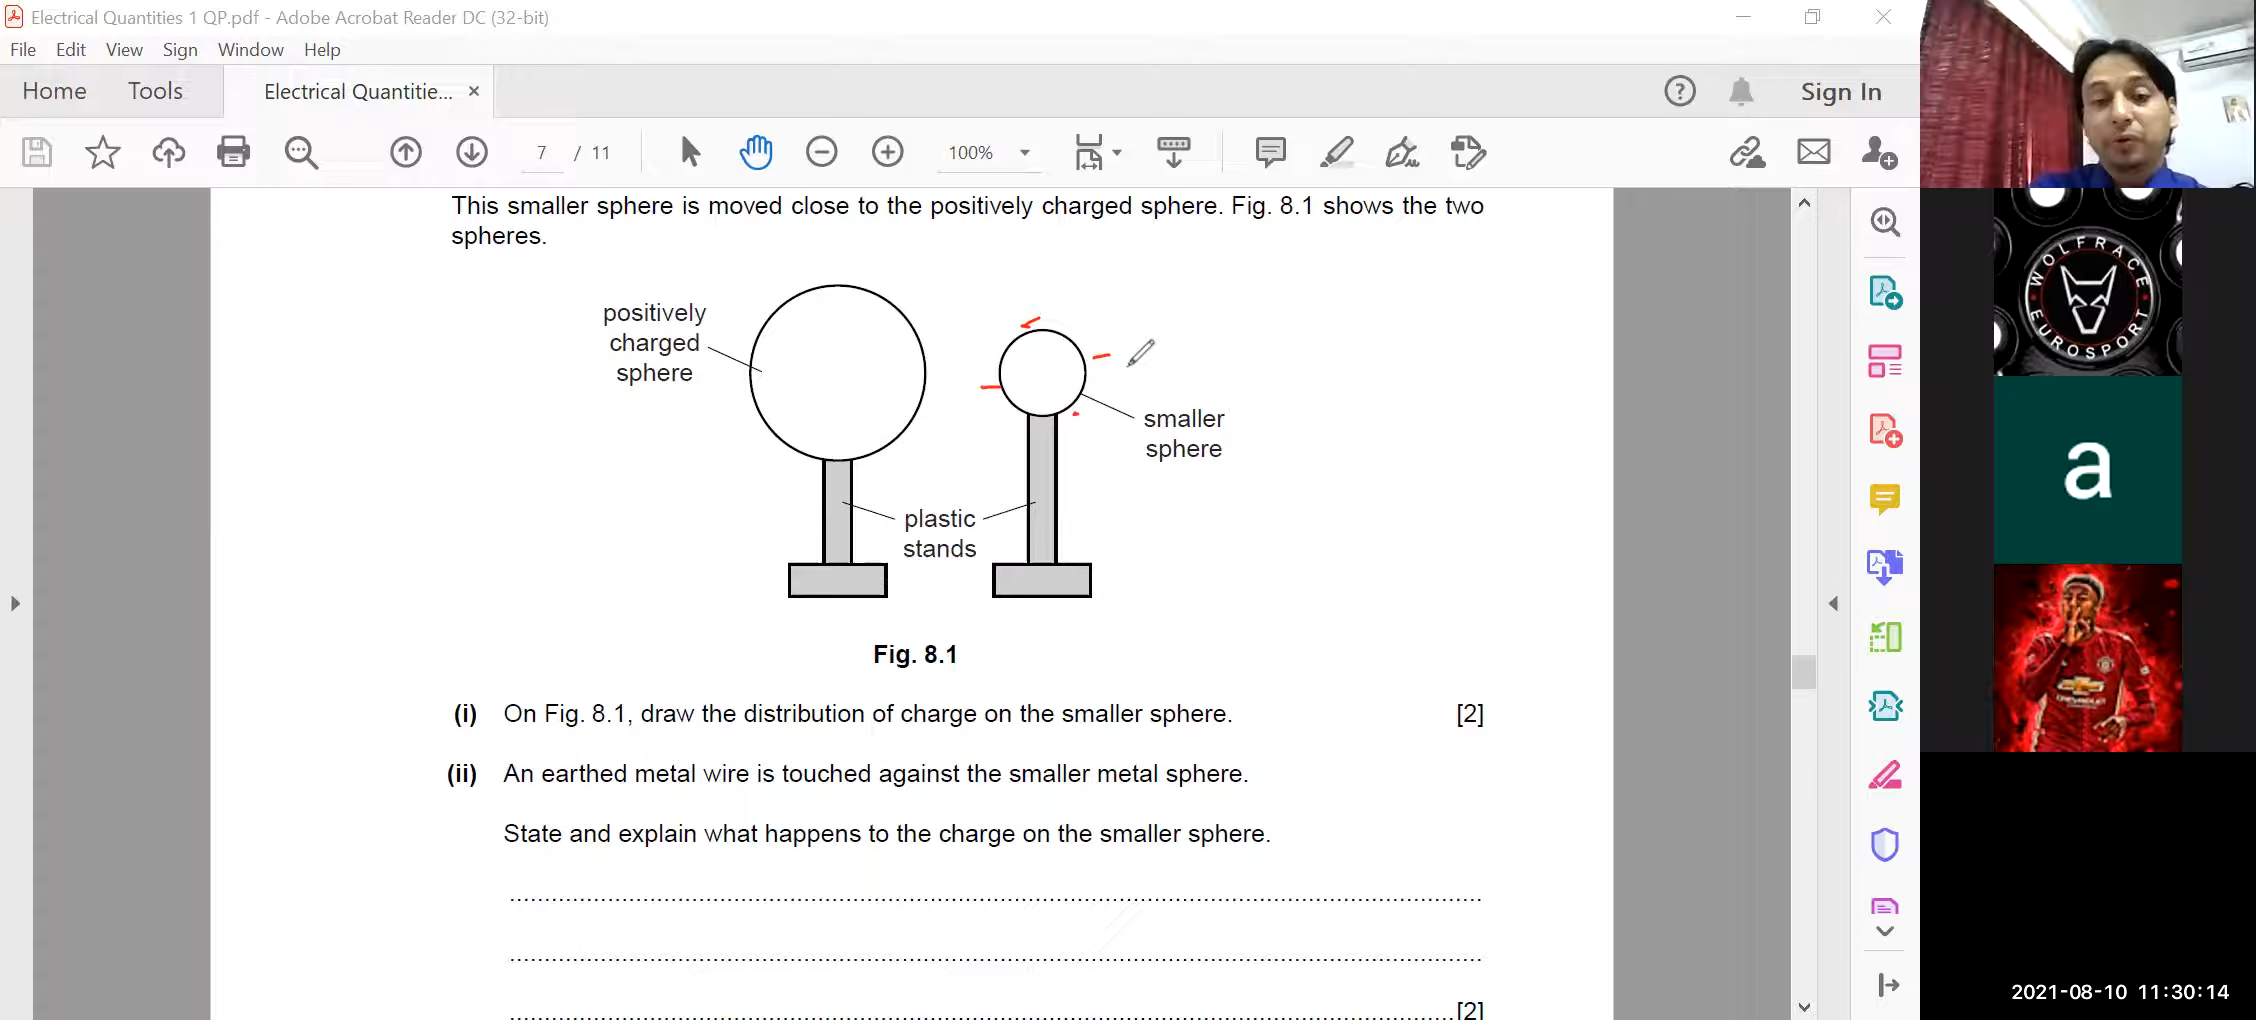 Electrical Quantities 1 QP.pdf - Adobe Acrobat Reader DC (32-bit)
File Edit View Sign Window Help
Home Tools Electrical Quantitie... × ? Sign In
7 / 11 100%
This smaller sphere is moved close to the positively charged sphere. Fig. 8.1 shows the two
spheres.
positively
charged
sphere
smaller
sphere
plastic
stands
Fig. 8.1
(i) On Fig. 8.1, draw the distribution of charge on the smaller sphere. [2]
(ii) An earthed metal wire is touched against the smaller metal sphere.
State and explain what happens to the charge on the smaller sphere.
..........................................................................................
..........................................................................................
.......................................................................................[2]
WOLFRACE
EUROSPORT
a
CHEVROLET
2021-08-10 11:30:14